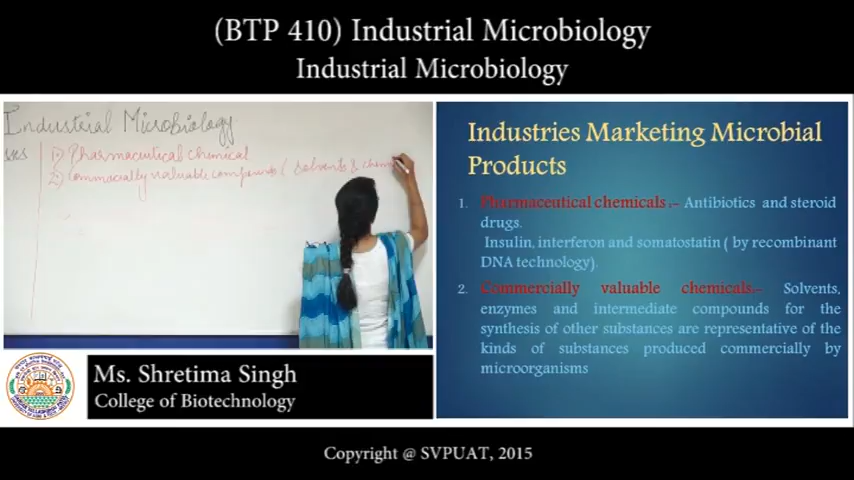 (BTP 410) Industrial Microbiology
Industrial Microbiology
Industrial Microbiology
1) Pharmaceutical chemical
2) Commacially valuable compounds ( solvents & chem
Industries Marketing Microbial
Products
1. Pharmaceutical chemicals :- Antibiotics and steroid
drugs.
Insulin, interferon and somatostatin ( by recombinant
DNA technology).
2. Commercially valuable chemicals:- Solvents,
enzymes and intermediate compounds for the
synthesis of other substances are representative of the
kinds of substances produced commercially by
microorganisms
Ms. Shretima Singh
College of Biotechnology
Copyright @ SVPUAT, 2015